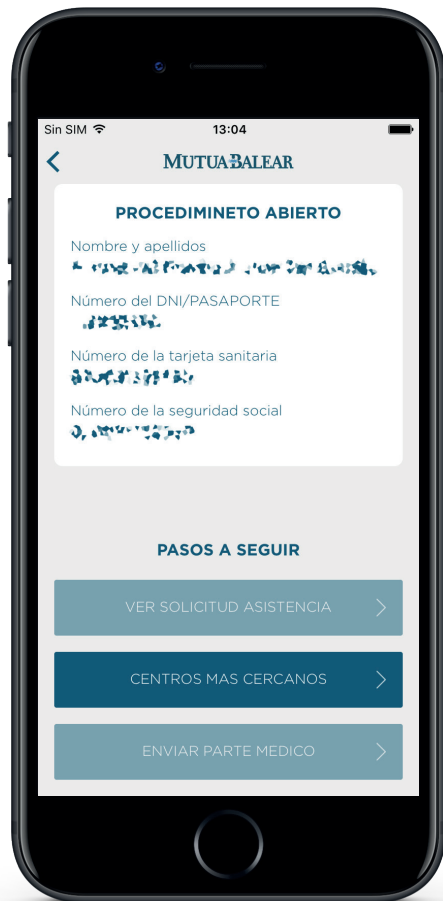 Sin SIM
13:04
MUTUA BALEAR
PROCEDIMINETO ABIERTO
Nombre y apellidos
Número del DNI/PASAPORTE
Número de la tarjeta sanitaria
Número de la seguridad social
PASOS A SEGUIR
VER SOLICITUD ASISTENCIA
CENTROS MAS CERCANOS
ENVIAR PARTE MEDICO